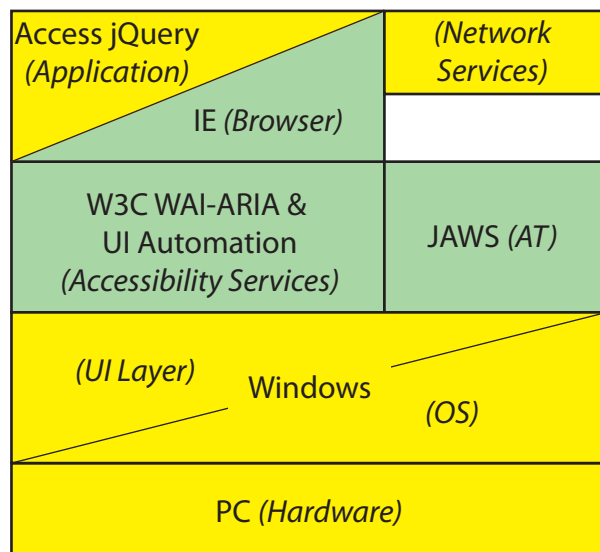 Access jQuery
(Application)
(Network
Services)
IE (Browser)
W3C WAI-ARIA &
UI Automation
(Accessibility Services)
JAWS (AT)
(UI Layer)
Windows
(OS)
PC (Hardware)